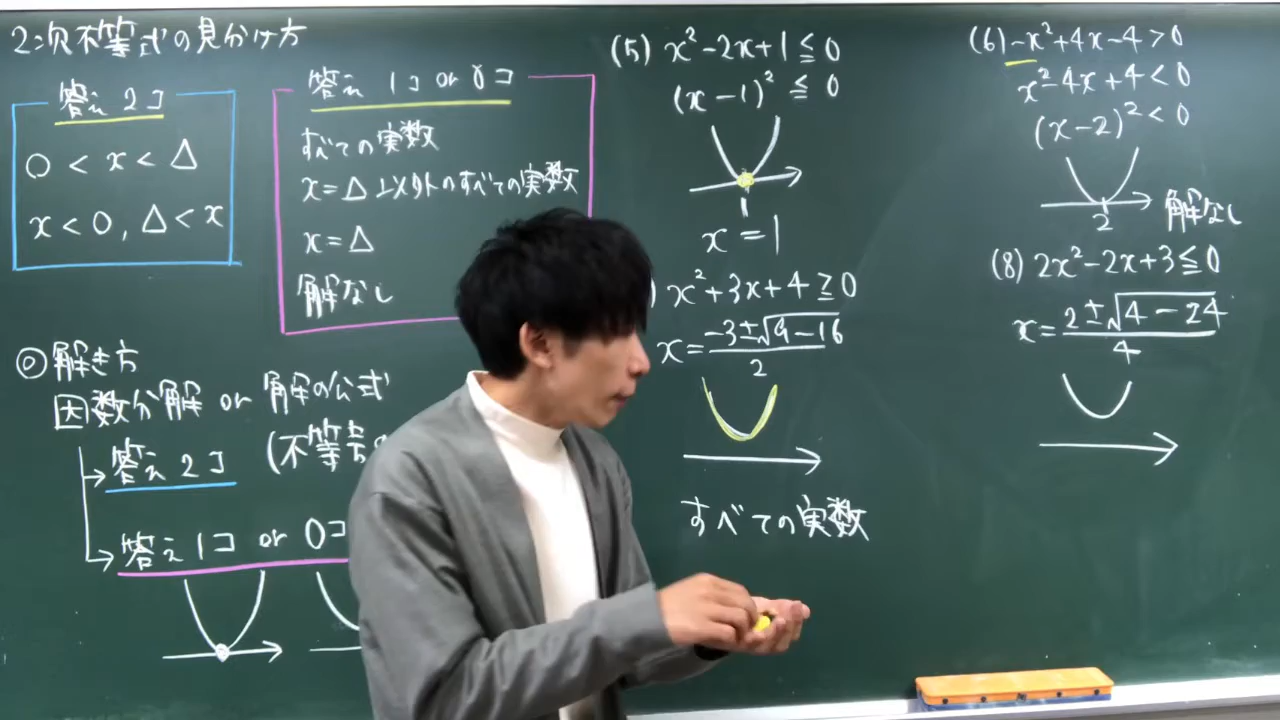 2次不等式の見分け方
答え 2コ
○ < x < △
x < ○, △ < x
答え 1コ or 0コ
すべての実数
x = △ 以外のすべての実数
x = △
解なし
◎ 解き方
因数分解 or 解の公式
答え 2コ (不等号
答え 1コ or 0コ
(5) x² - 2x + 1 ≦ 0
(x - 1)² ≦ 0
1
x = 1
) x² + 3x + 4 ≧ 0
x = (-3 ± √(9 - 16)) / 2
すべての実数
(6) -x² + 4x - 4 > 0
x² - 4x + 4 < 0
(x - 2)² < 0
2 解なし
(8) 2x² - 2x + 3 ≦ 0
x = (2 ± √(4 - 24)) / 4